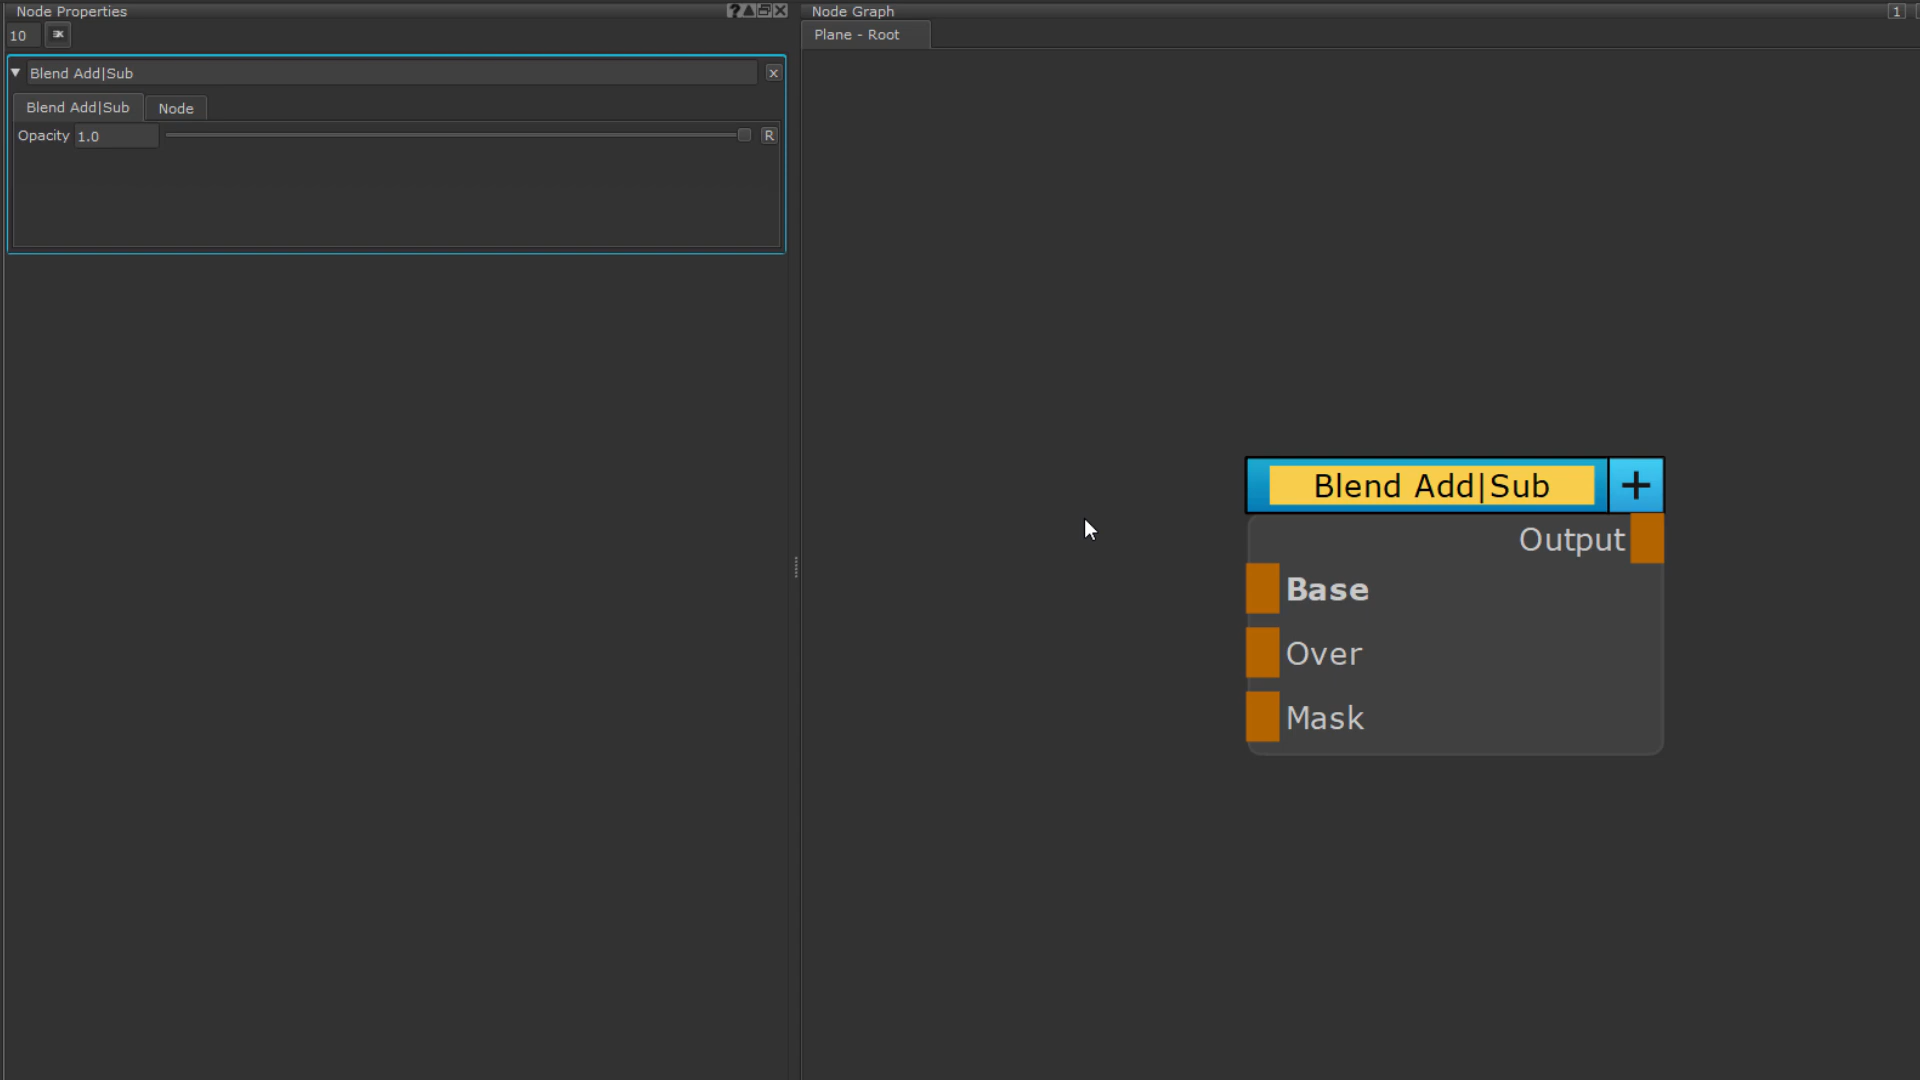 Node Properties
10
Blend Add|Sub
x
Blend Add|Sub
Node
Opacity
1.0
R
Node Graph
1
Plane - Root
Blend Add|Sub
+
Output
Base
Over
Mask